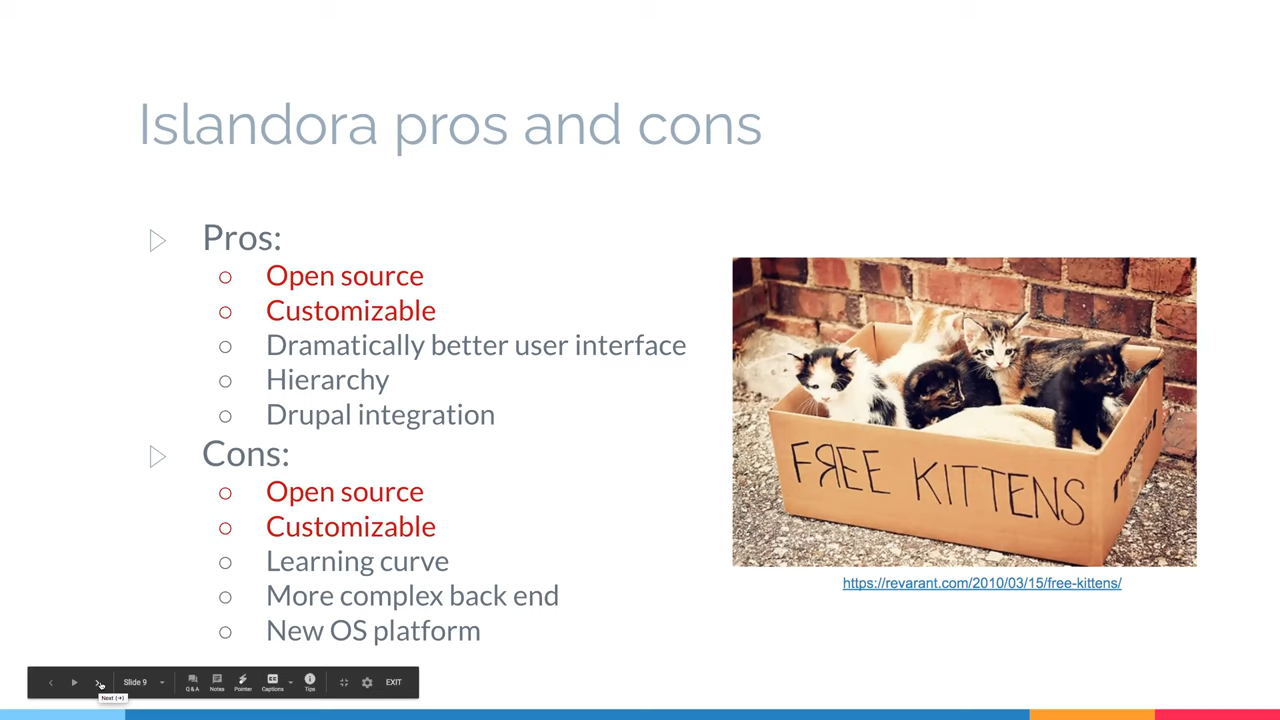 Islandora pros and cons
Pros:
Open source
Customizable
Dramatically better user interface
Hierarchy
Drupal integration
Cons:
Open source
Customizable
Learning curve
More complex back end
New OS platform
FREE KITTENS
https://revarant.com/2010/03/15/free-kittens/
Slide 9
Q & A
Notes
Pointer
Captions
Tips
EXIT
Next (→)